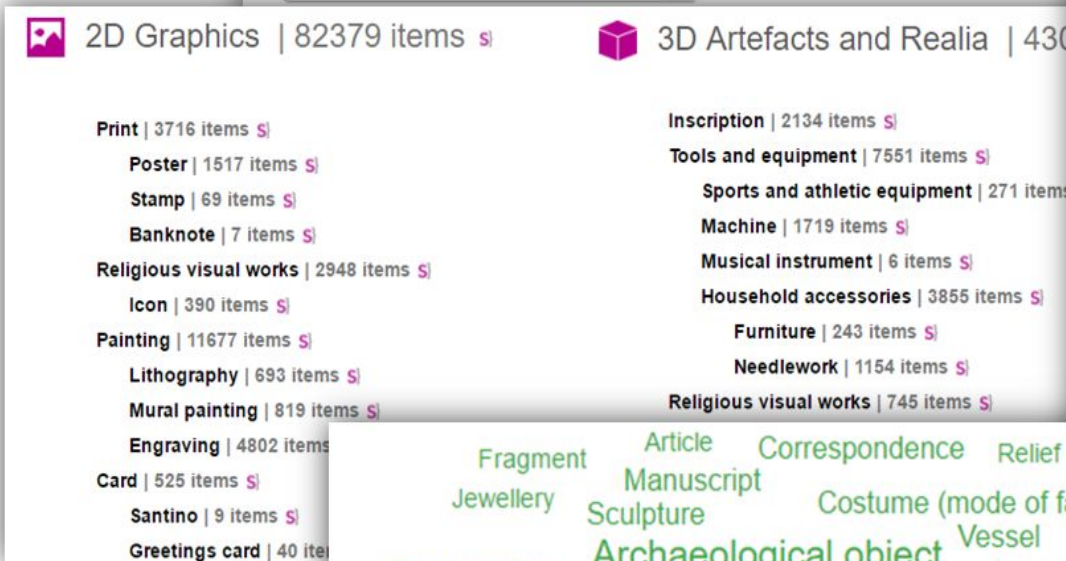 2D Graphics | 82379 items s}
Print | 3716 items s}
Poster | 1517 items s}
Stamp | 69 items s}
Banknote | 7 items s}
Religious visual works | 2948 items s}
Icon | 390 items s}
Painting | 11677 items s}
Lithography | 693 items s}
Mural painting | 819 items s}
Engraving | 4802 items
Card | 525 items s}
Santino | 9 items s}
Greetings card | 40
3D Artefacts and Realia |
Inscription | 2134 items s}
Tools and equipment | 7551 items s}
Sports and athletic equipment | 271 items
Machine | 1719 items s}
Musical instrument | 6 items s}
Household accessories | 3855 items s}
Furniture | 243 items s}
Needlework | 1154 items s}
Religious visual works | 745 items s}
Fragment Article Correspondence Relief
Jewellery Manuscript
Sculpture Costume (mode of
Archaeological object Vessel